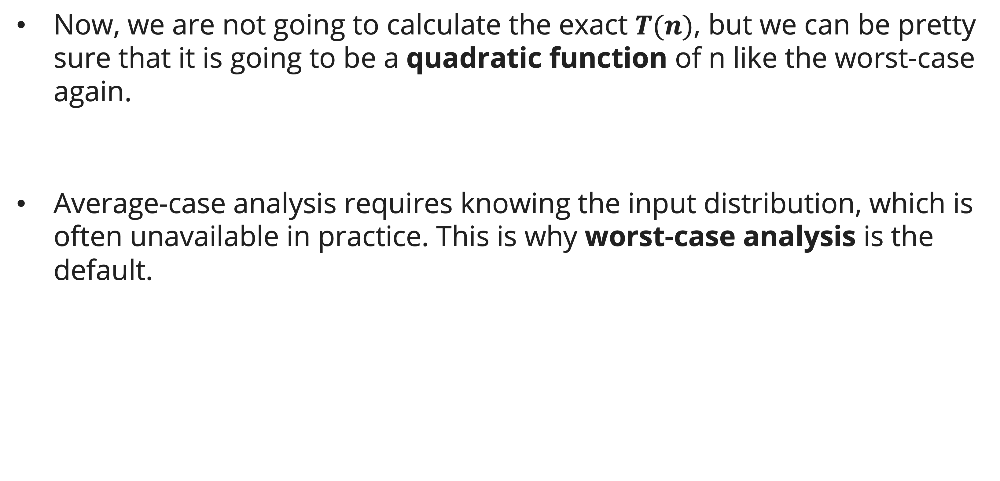 • Now, we are not going to calculate the exact T(n), but we can be pretty
sure that it is going to be a quadratic function of n like the worst-case
again.
• Average-case analysis requires knowing the input distribution, which is
often unavailable in practice. This is why worst-case analysis is the
default.